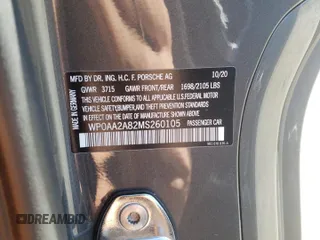 MFD BY DR. ING. H.C. F. PORSCHE AG 10/20
GVWR 3715 GAWR FRONT/REAR 1698/2105 LBS
THIS VEHICLE CONFORMS TO ALL APPLICABLE U.S. FEDERAL MOTOR
VEHICLE SAFETY, BUMPER, AND THEFT PREVENTION
STANDARDS IN EFFECT ON THE DATE OF MANUFACTURE SHOWN ABOVE.
WP0AA2A82MS260105 PASSENGER CAR
DREAMBID